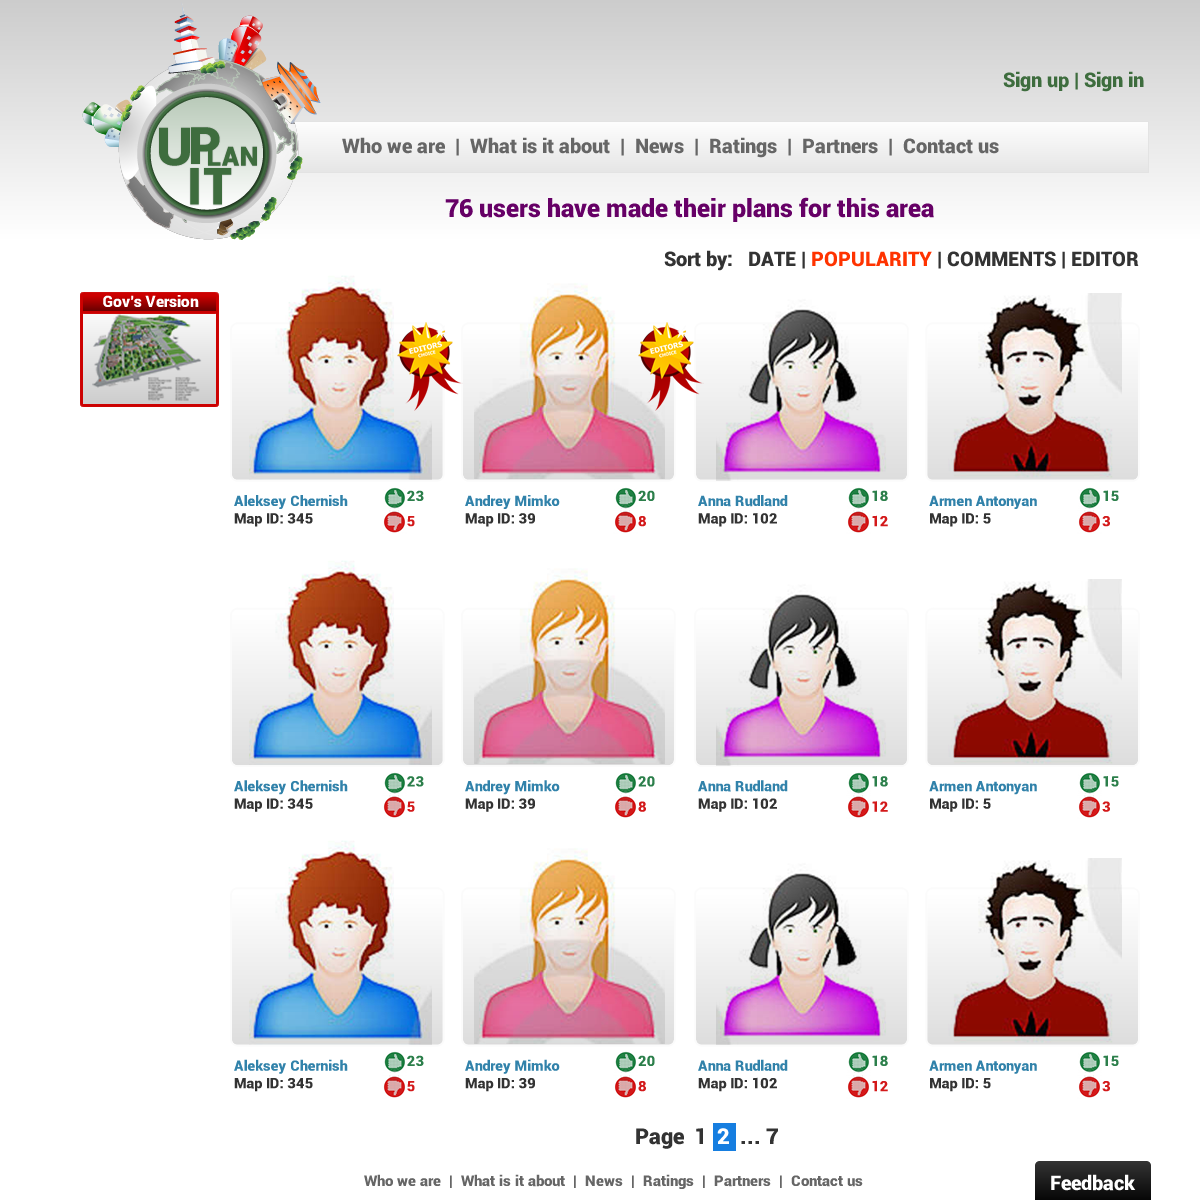 UPLAN
IT
Sign up | Sign in
Who we are | What is it about | News | Ratings | Partners | Contact us
76 users have made their plans for this area
Sort by: DATE | POPULARITY | COMMENTS | EDITOR
Gov's Version
EDITORS
CHOICE
EDITORS
CHOICE
Aleksey Chernish 23
Map ID: 345 5
Andrey Mimko 20
Map ID: 39 8
Anna Rudland 18
Map ID: 102 12
Armen Antonyan 15
Map ID: 5 3
Aleksey Chernish 23
Map ID: 345 5
Andrey Mimko 20
Map ID: 39 8
Anna Rudland 18
Map ID: 102 12
Armen Antonyan 15
Map ID: 5 3
Aleksey Chernish 23
Map ID: 345 5
Andrey Mimko 20
Map ID: 39 8
Anna Rudland 18
Map ID: 102 12
Armen Antonyan 15
Map ID: 5 3
Page 1 2 ... 7
Who we are | What is it about | News | Ratings | Partners | Contact us
Feedback